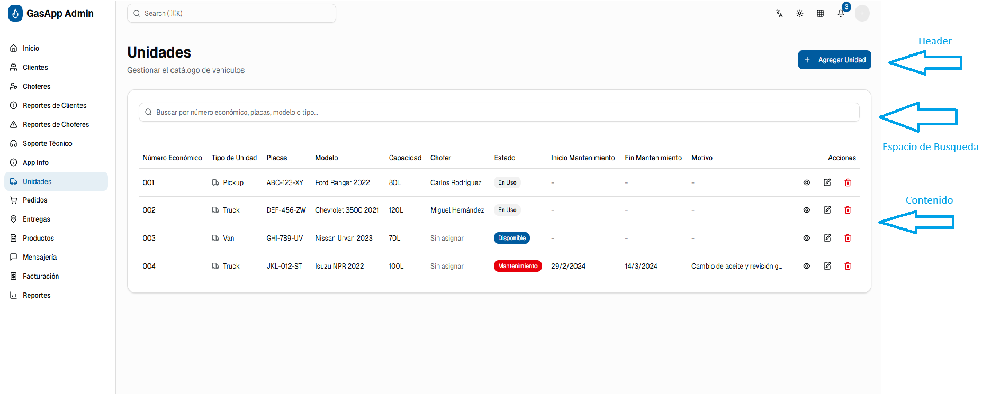 GasApp Admin
Search (⌘K)
3
Inicio
Clientes
Choferes
Reportes de Clientes
Reportes de Choferes
Soporte Técnico
App Info
Unidades
Pedidos
Entregas
Productos
Mensajería
Facturación
Reportes
Unidades
Gestionar el catálogo de vehículos
+ Agregar Unidad
Header
Buscar por número económico, placas, modelo o tipo...
Espacio de Busqueda
Número Económico Tipo de Unidad Placas Modelo Capacidad Chofer Estado Inicio Mantenimiento Fin Mantenimiento Motivo Acciones
001 Pickup ABC-123-XY Ford Ranger 2022 80L Carlos Rodríguez En Uso - - -
Contenido
002 Truck DEF-456-ZW Chevrolet 3500 2021 120L Miguel Hernández En Uso - - -
003 Van GHI-789-UV Nissan Urvan 2023 70L Sin asignar Disponible - - -
004 Truck JKL-012-ST Isuzu NPR 2022 100L Sin asignar Mantenimiento 29/2/2024 14/3/2024 Cambio de aceite y revisión g...